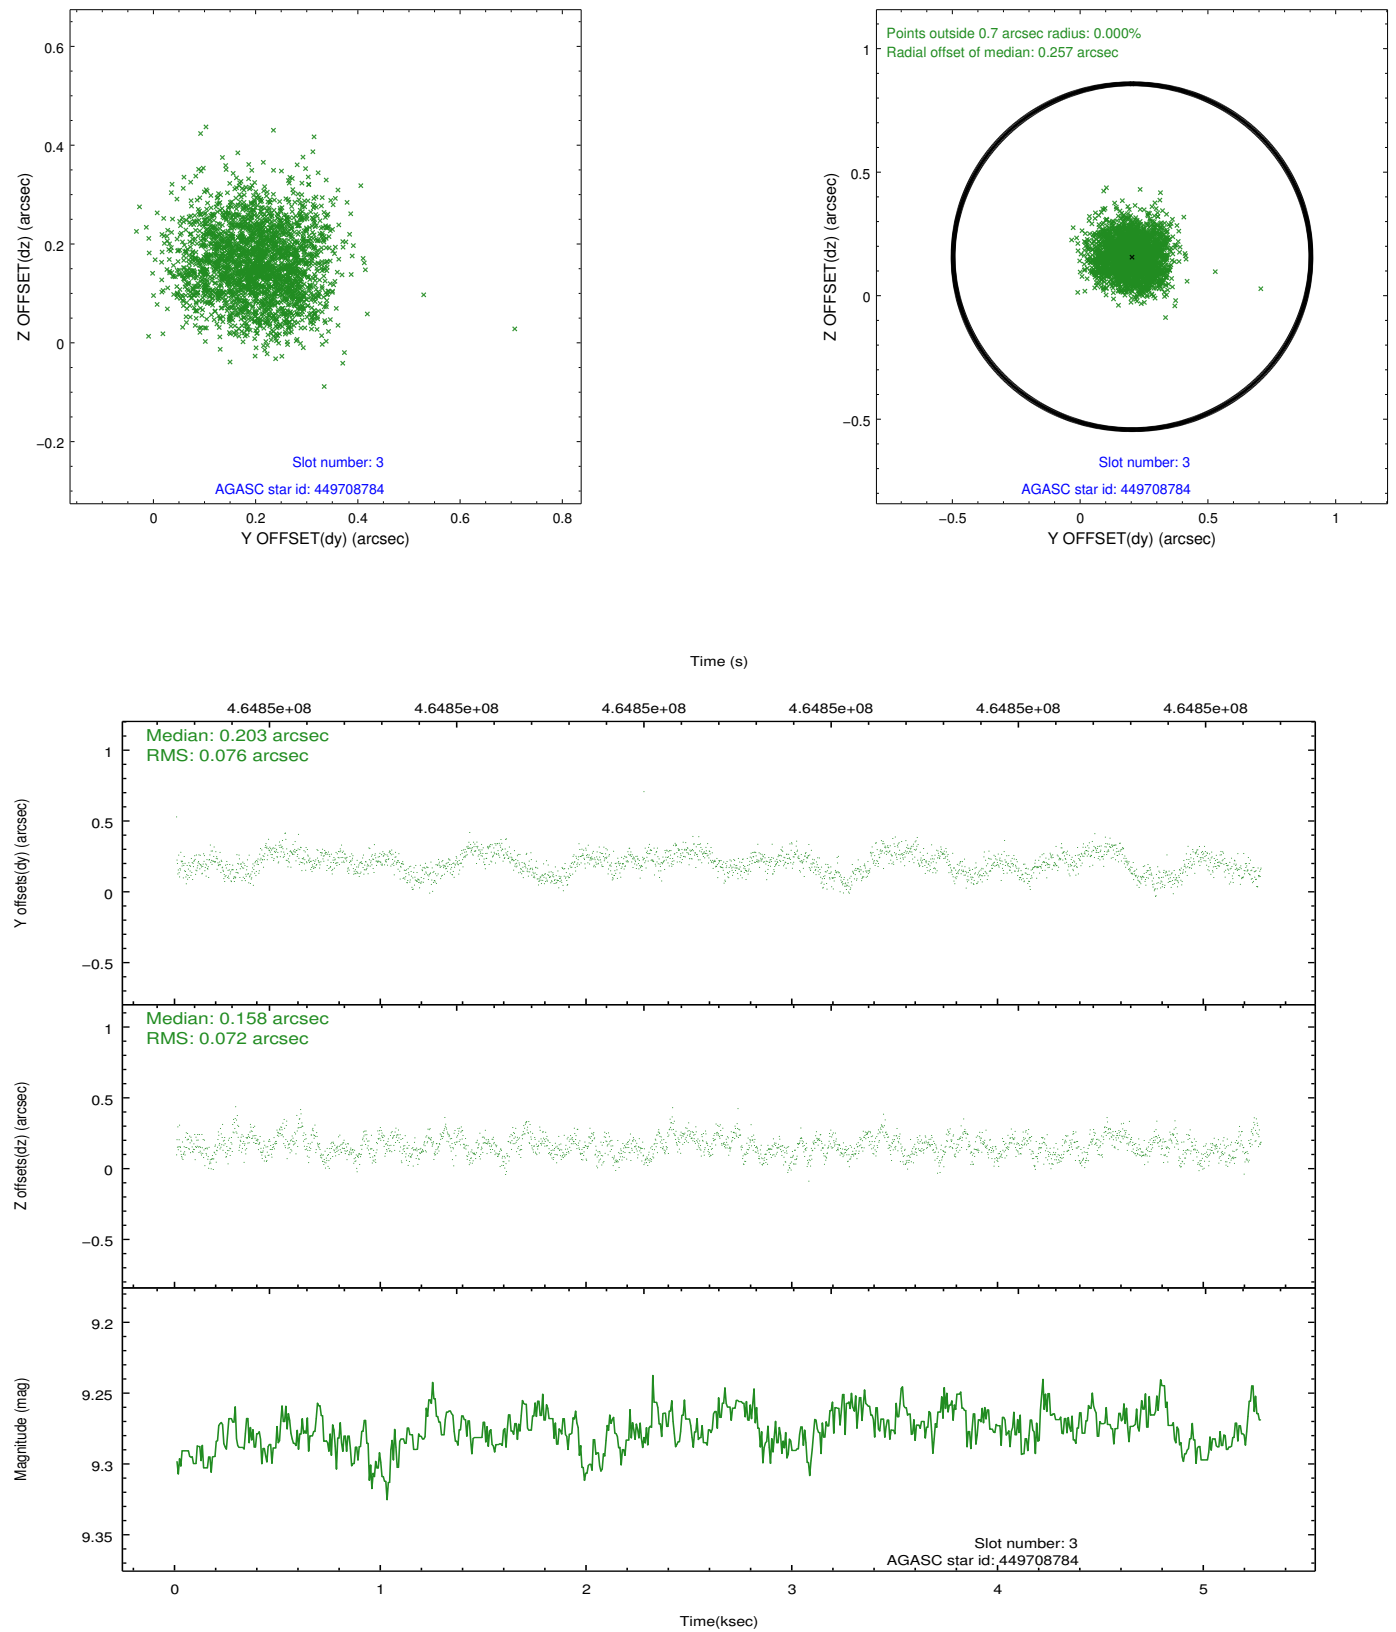 0.6
0.4
0.2
0
−0.2
Z OFFSET(dz) (arcsec)
Slot number: 3
AGASC star id: 449708784
0 0.2 0.4 0.6 0.8
Y OFFSET(dy) (arcsec)
Points outside 0.7 arcsec radius: 0.000%
Radial offset of median: 0.257 arcsec
1
0.5
0
−0.5
Z OFFSET(dz) (arcsec)
Slot number: 3
AGASC star id: 449708784
−0.5 0 0.5 1
Y OFFSET(dy) (arcsec)
Time (s)
4.6485e+08 4.6485e+08 4.6485e+08 4.6485e+08 4.6485e+08 4.6485e+08
Median: 0.203 arcsec
RMS: 0.076 arcsec
1
0.5
0
−0.5
Y offsets(dy) (arcsec)
Median: 0.158 arcsec
RMS: 0.072 arcsec
1
0.5
0
−0.5
Z offsets(dz) (arcsec)
9.2
9.25
9.3
9.35
Magnitude (mag)
Slot number: 3
AGASC star id: 449708784
0 1 2 3 4 5
Time(ksec)